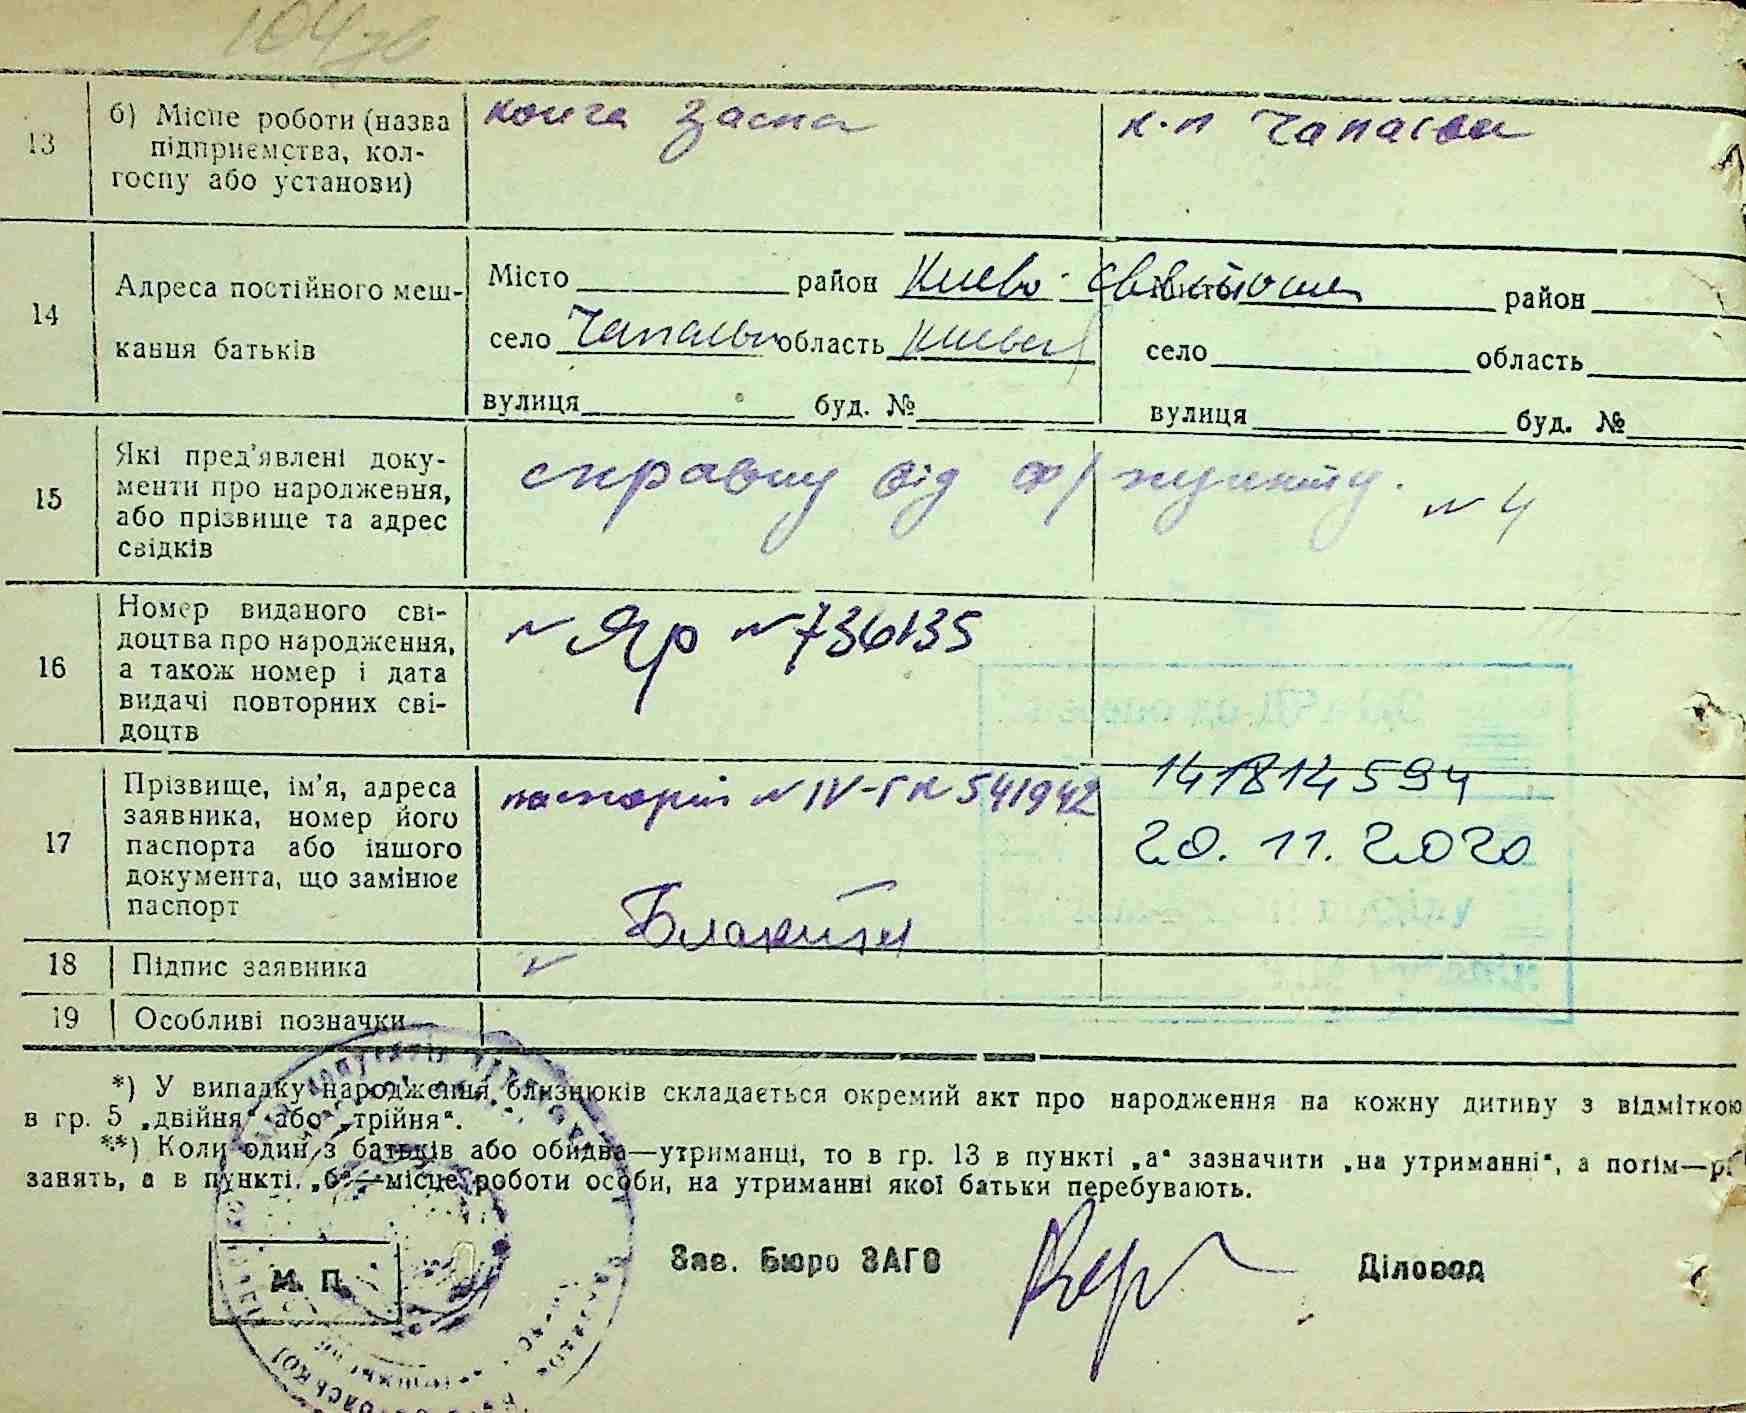 13
б) Місце роботи (назва
підприємства, кол-
госпу або установи)
конча заспа
к-п Чапаєва
14
Адреса постійного меш-
кання батьків
Місто район Киево-Святошин район
село Чапаєвка область Киевск
село область
вулиця буд. №
вулиця буд. №
15
Які пред'явлені доку-
менти про народження,
або прізвище та адрес
свідків
справку від ф/пункту. № 4
16
Номер виданого сві-
доцтва про народження,
а також номер і дата
видачі повторних сві-
доцтв
№ Яр № 736135
17
Прізвище, ім'я, адреса
заявника, номер його
паспорта або іншого
документа, що замінює
паспорт
паспорт № IV-ГК 541942
141814594
20. 11. 2020
18
Підпис заявника
19
Особливі позначки
*) У випадку народження близнюків складається окремий акт про народження на кожну дитину з відміткою
в гр. 5 „двійня“ або „трійня“.
**) Коли один з батьків або обидва—утриманці, то в гр. 13 в пункті „а“ зазначити „на утриманні“, а потім—р.
занять, а в пункті „б“—місце роботи особи, на утриманні якої батьки перебувають.
М. П.
Зав. Бюро ЗАГС
Діловод